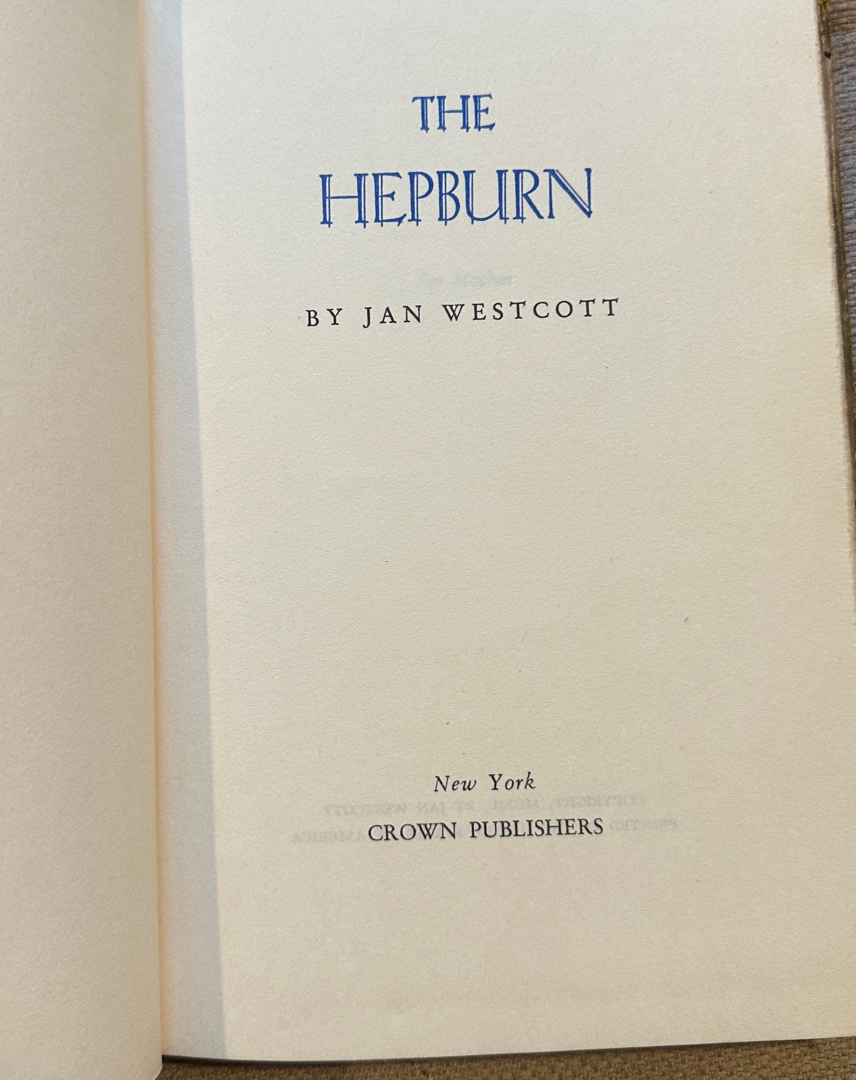 THE
HEPBURN
BY JAN WESTCOTT
New York
CROWN PUBLISHERS